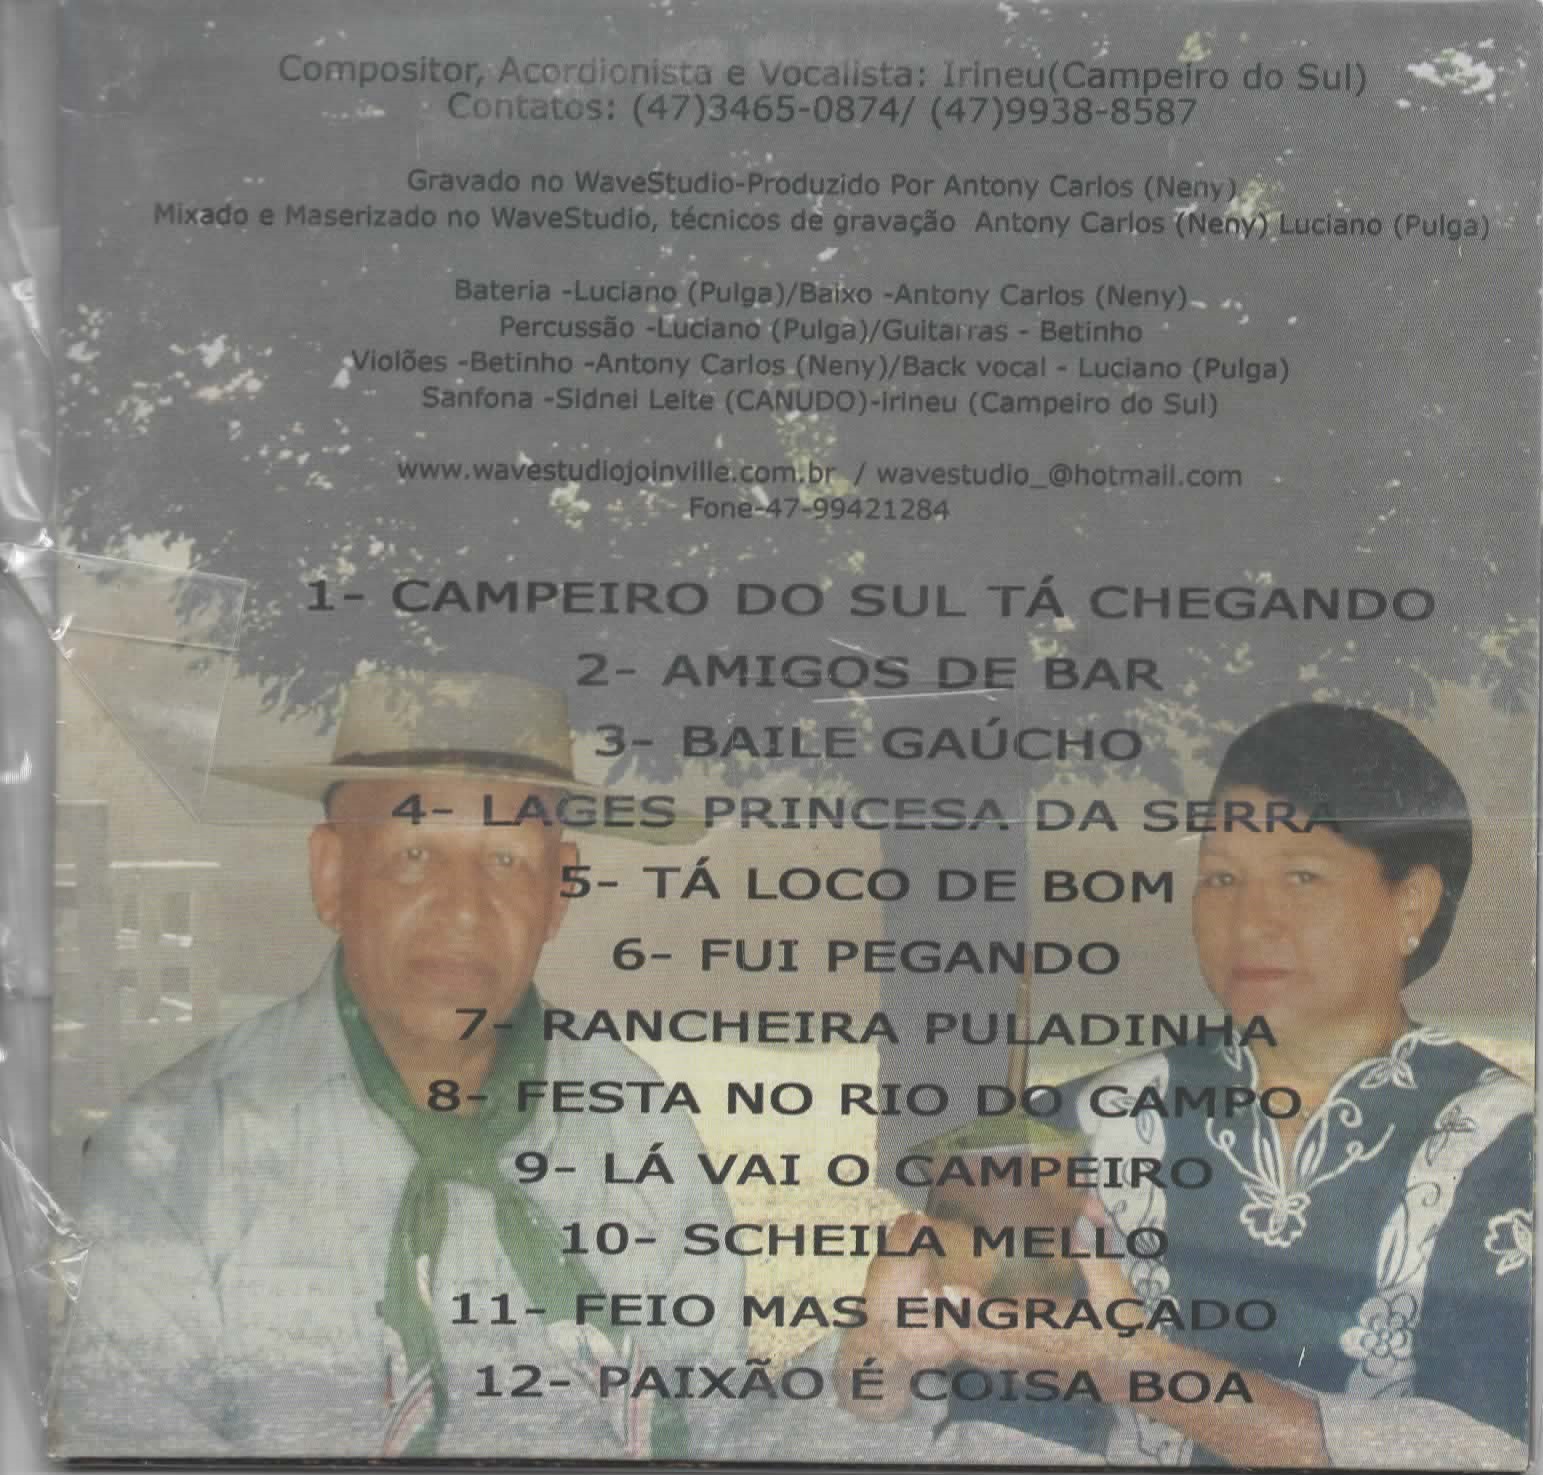 Compositor, Acordionista e Vocalista: Irineu(Campeiro do Sul)
Contatos: (47)3465-0874/ (47)9938-8587
Gravado no WaveStudio-Produzido Por Antony Carlos (Neny)
Mixado e Maserizado no WaveStudio, técnicos de gravação Antony Carlos (Neny) Luciano (Pulga)
Bateria -Luciano (Pulga)/Baixo -Antony Carlos (Neny)
Percussão -Luciano (Pulga)/Guitarras - Betinho
Violões -Betinho -Antony Carlos (Neny)/Back vocal - Luciano (Pulga)
Sanfona -Sidnei Leite (CANUDO)-Irineu (Campeiro do Sul)
www.wavestudiojoinville.com.br / wavestudio_@hotmail.com
Fone-47-99421284
1- CAMPEIRO DO SUL TÁ CHEGANDO
2- AMIGOS DE BAR
3- BAILE GAÚCHO
4- LAGES PRINCESA DA SERRA
5- TÁ LOCO DE BOM
6- FUI PEGANDO
7- RANCHEIRA PULADINHA
8- FESTA NO RIO DO CAMPO
9- LÁ VAI O CAMPEIRO
10- SCHEILA MELLO
11- FEIO MAS ENGRAÇADO
12- PAIXÃO É COISA BOA